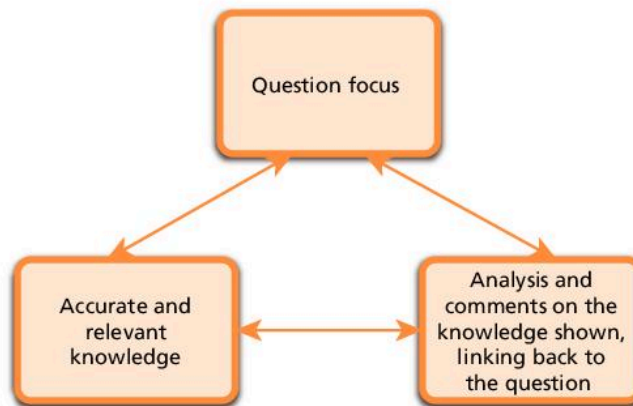 Question focus
Accurate and
relevant
knowledge
Analysis and
comments on the
knowledge shown,
linking back to
the question